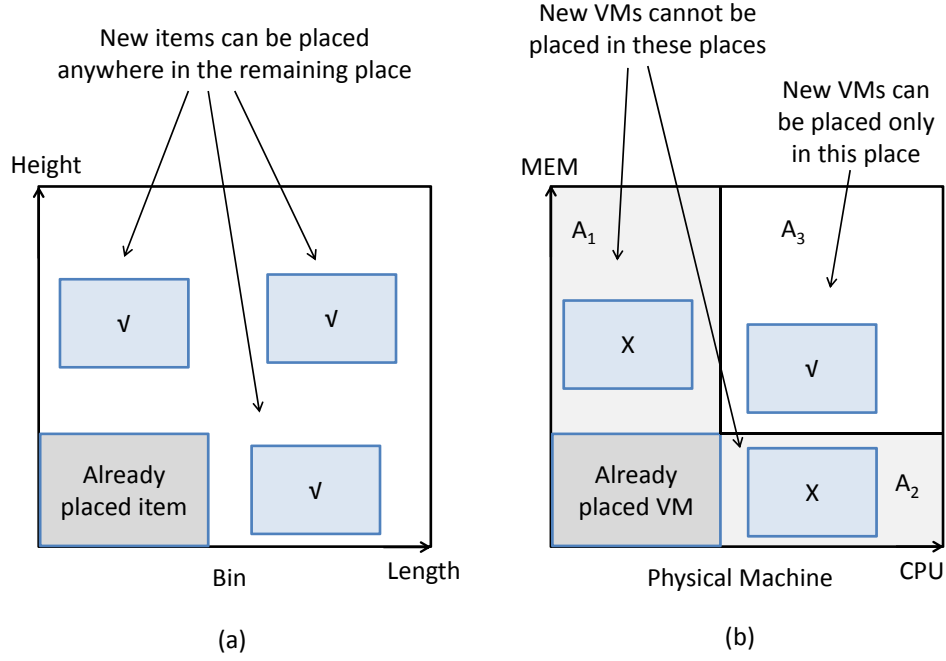 New items can be placed
anywhere in the remaining place
Height
√
√
√
Already
placed item
Bin
Length
(a)
New VMs cannot be
placed in these places
New VMs can
be placed only
in this place
MEM
A₁
A₃
X
√
Already
placed VM
X
A₂
Physical Machine
CPU
(b)